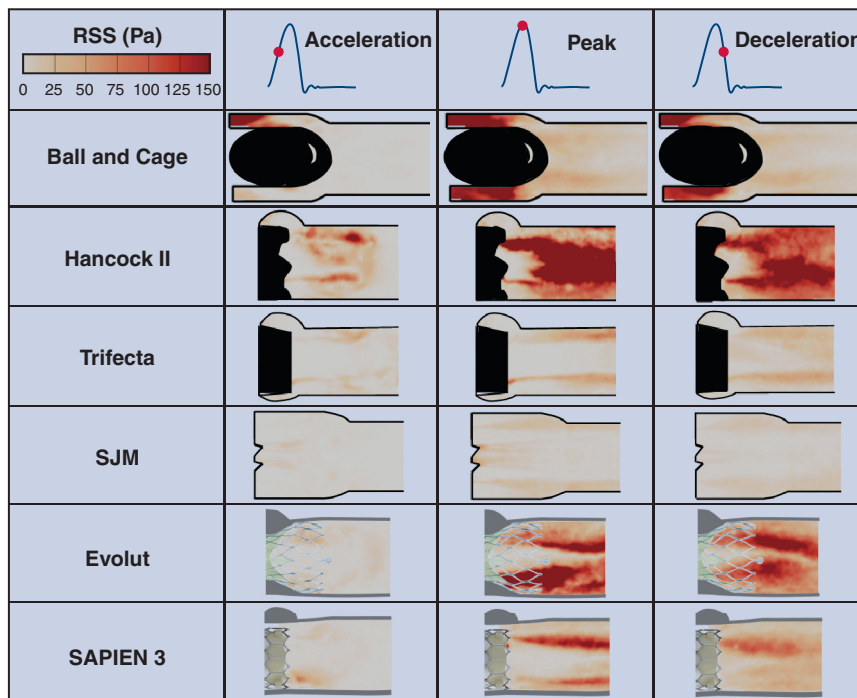 RSS (Pa)
0 25 50 75 100 125 150
Acceleration
Peak
Deceleration
Ball and Cage
Hancock II
Trifecta
SJM
Evolut
SAPIEN 3